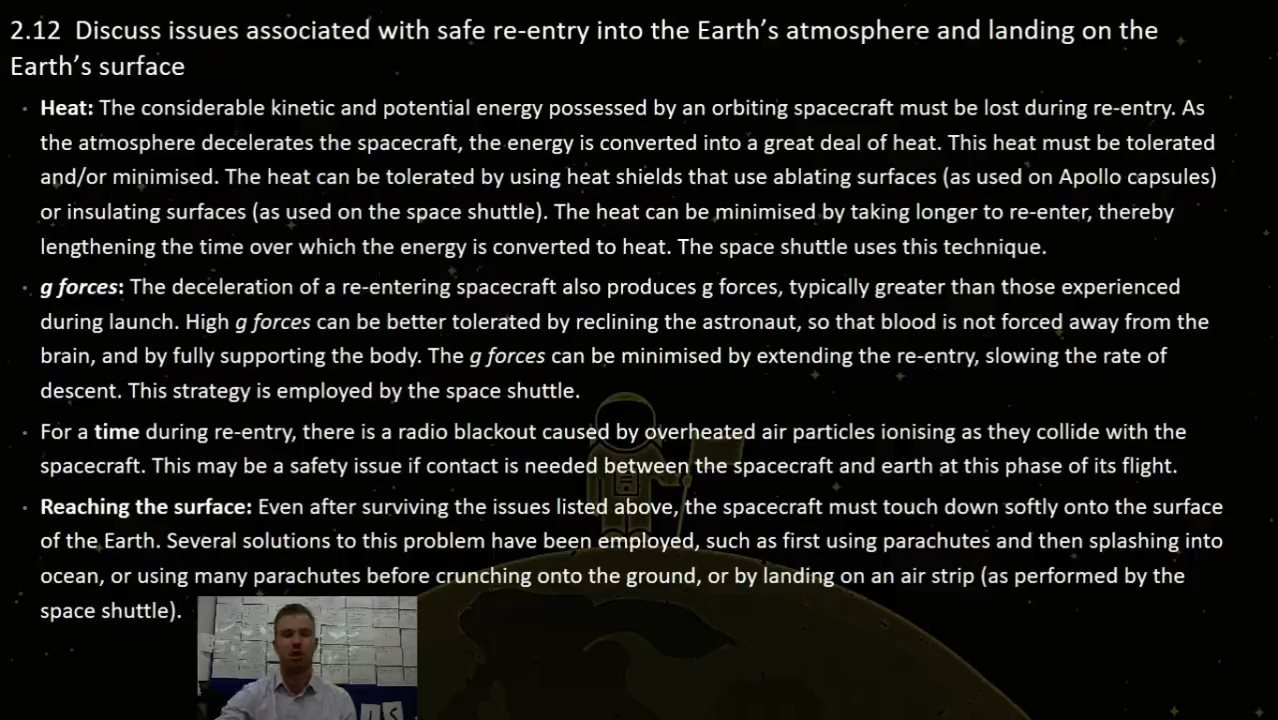 2.12 Discuss issues associated with safe re-entry into the Earth's atmosphere and landing on the
Earth's surface
• Heat: The considerable kinetic and potential energy possessed by an orbiting spacecraft must be lost during re-entry. As
the atmosphere decelerates the spacecraft, the energy is converted into a great deal of heat. This heat must be tolerated
and/or minimised. The heat can be tolerated by using heat shields that use ablating surfaces (as used on Apollo capsules)
or insulating surfaces (as used on the space shuttle). The heat can be minimised by taking longer to re-enter, thereby
lengthening the time over which the energy is converted to heat. The space shuttle uses this technique.
• g forces: The deceleration of a re-entering spacecraft also produces g forces, typically greater than those experienced
during launch. High g forces can be better tolerated by reclining the astronaut, so that blood is not forced away from the
brain, and by fully supporting the body. The g forces can be minimised by extending the re-entry, slowing the rate of
descent. This strategy is employed by the space shuttle.
• For a time during re-entry, there is a radio blackout caused by overheated air particles ionising as they collide with the
spacecraft. This may be a safety issue if contact is needed between the spacecraft and earth at this phase of its flight.
• Reaching the surface: Even after surviving the issues listed above, the spacecraft must touch down softly onto the surface
of the Earth. Several solutions to this problem have been employed, such as first using parachutes and then splashing into
ocean, or using many parachutes before crunching onto the ground, or by landing on an air strip (as performed by the
space shuttle).